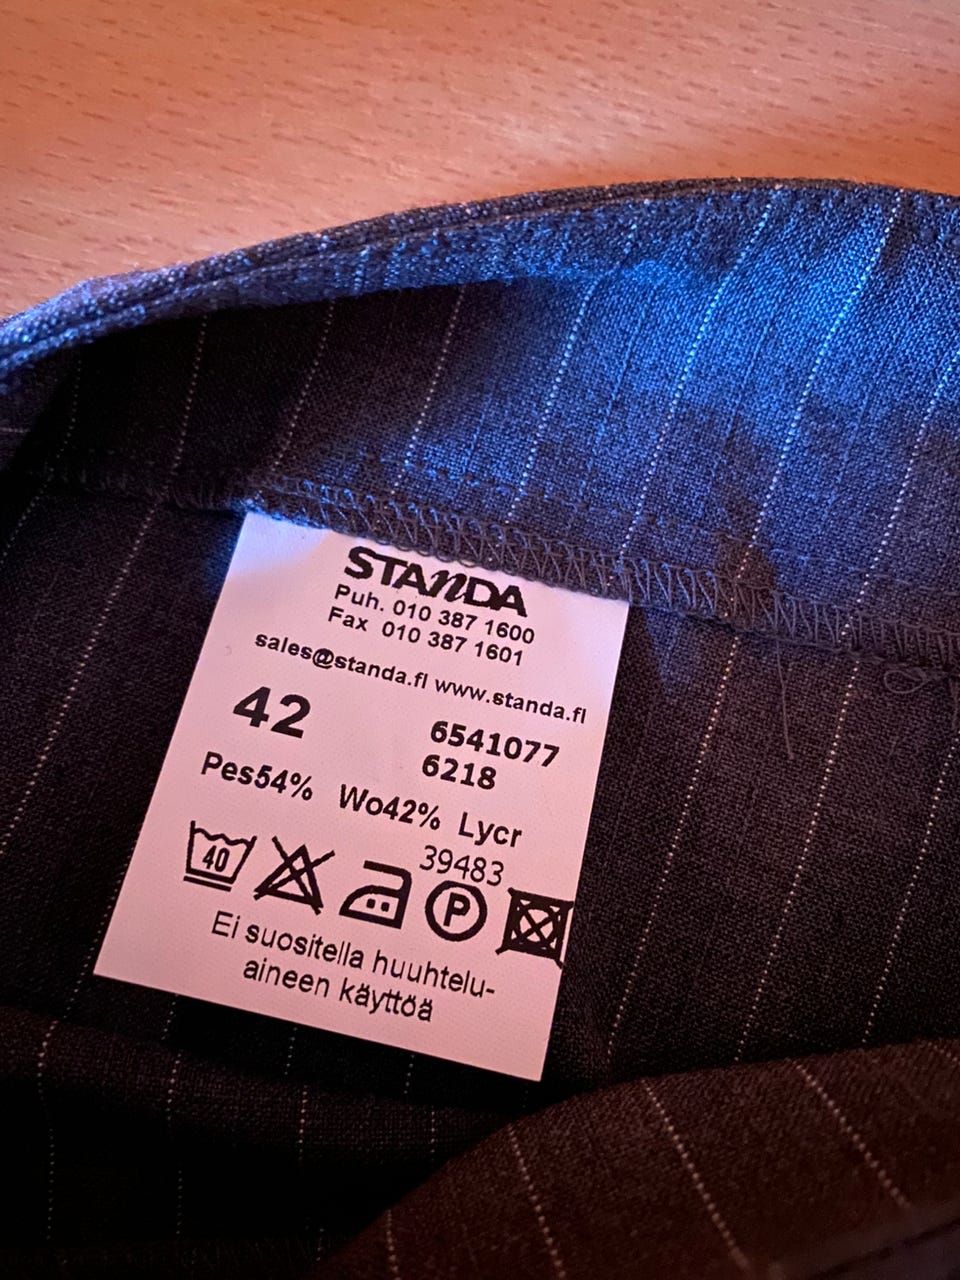 STANDA
Puh. 010 387 1600
Fax 010 387 1601
sales@standa.fi www.standa.fi
42 6541077
6218
Pes54% Wo42% Lycr
39483
40 P
Ei suositella huuhtelu-
aineen käyttöä